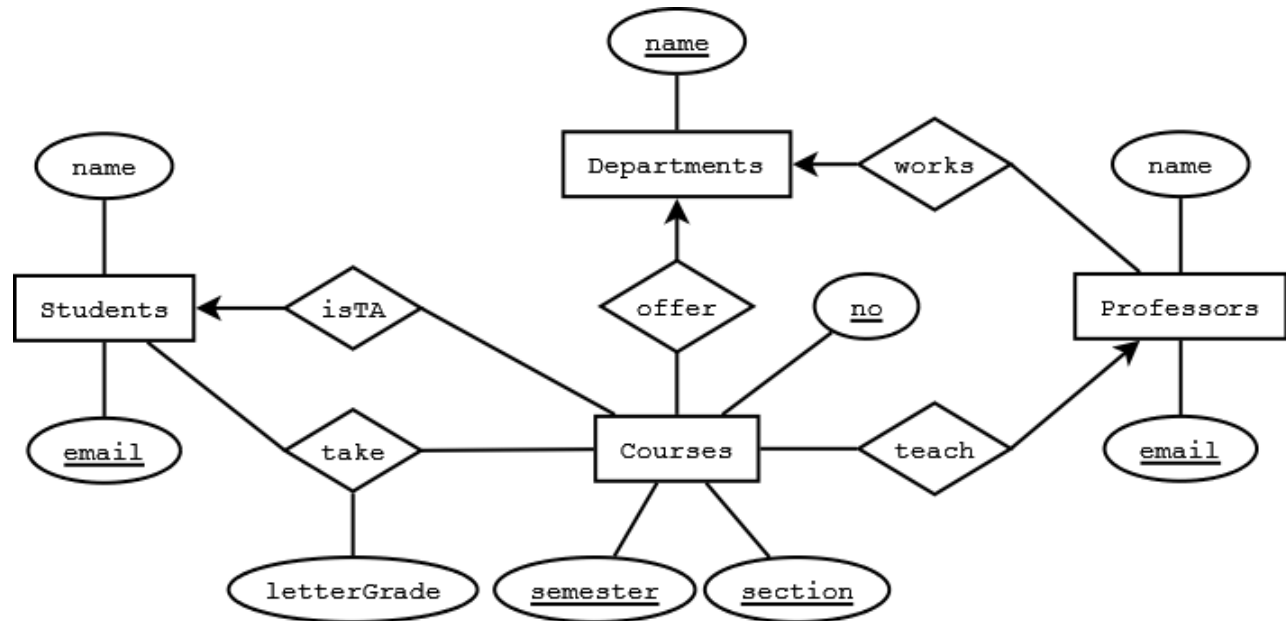 name
Departments
works
name
name
Students
isTA
offer
no
Professors
email
take
Courses
teach
email
letterGrade
semester
section